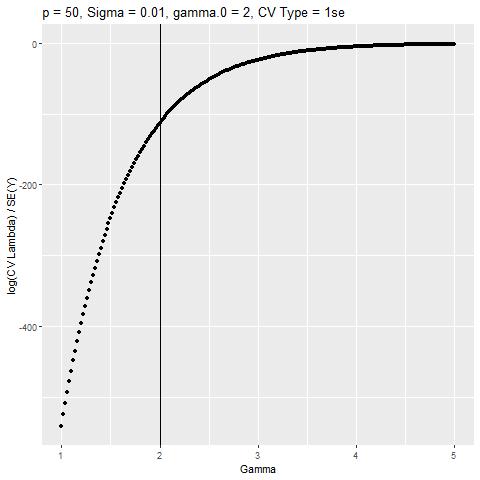 p = 50, Sigma = 0.01, gamma.0 = 2, CV Type = 1se
log(CV Lambda) / SE(Y)
0
-200
-400
1 2 3 4 5
Gamma